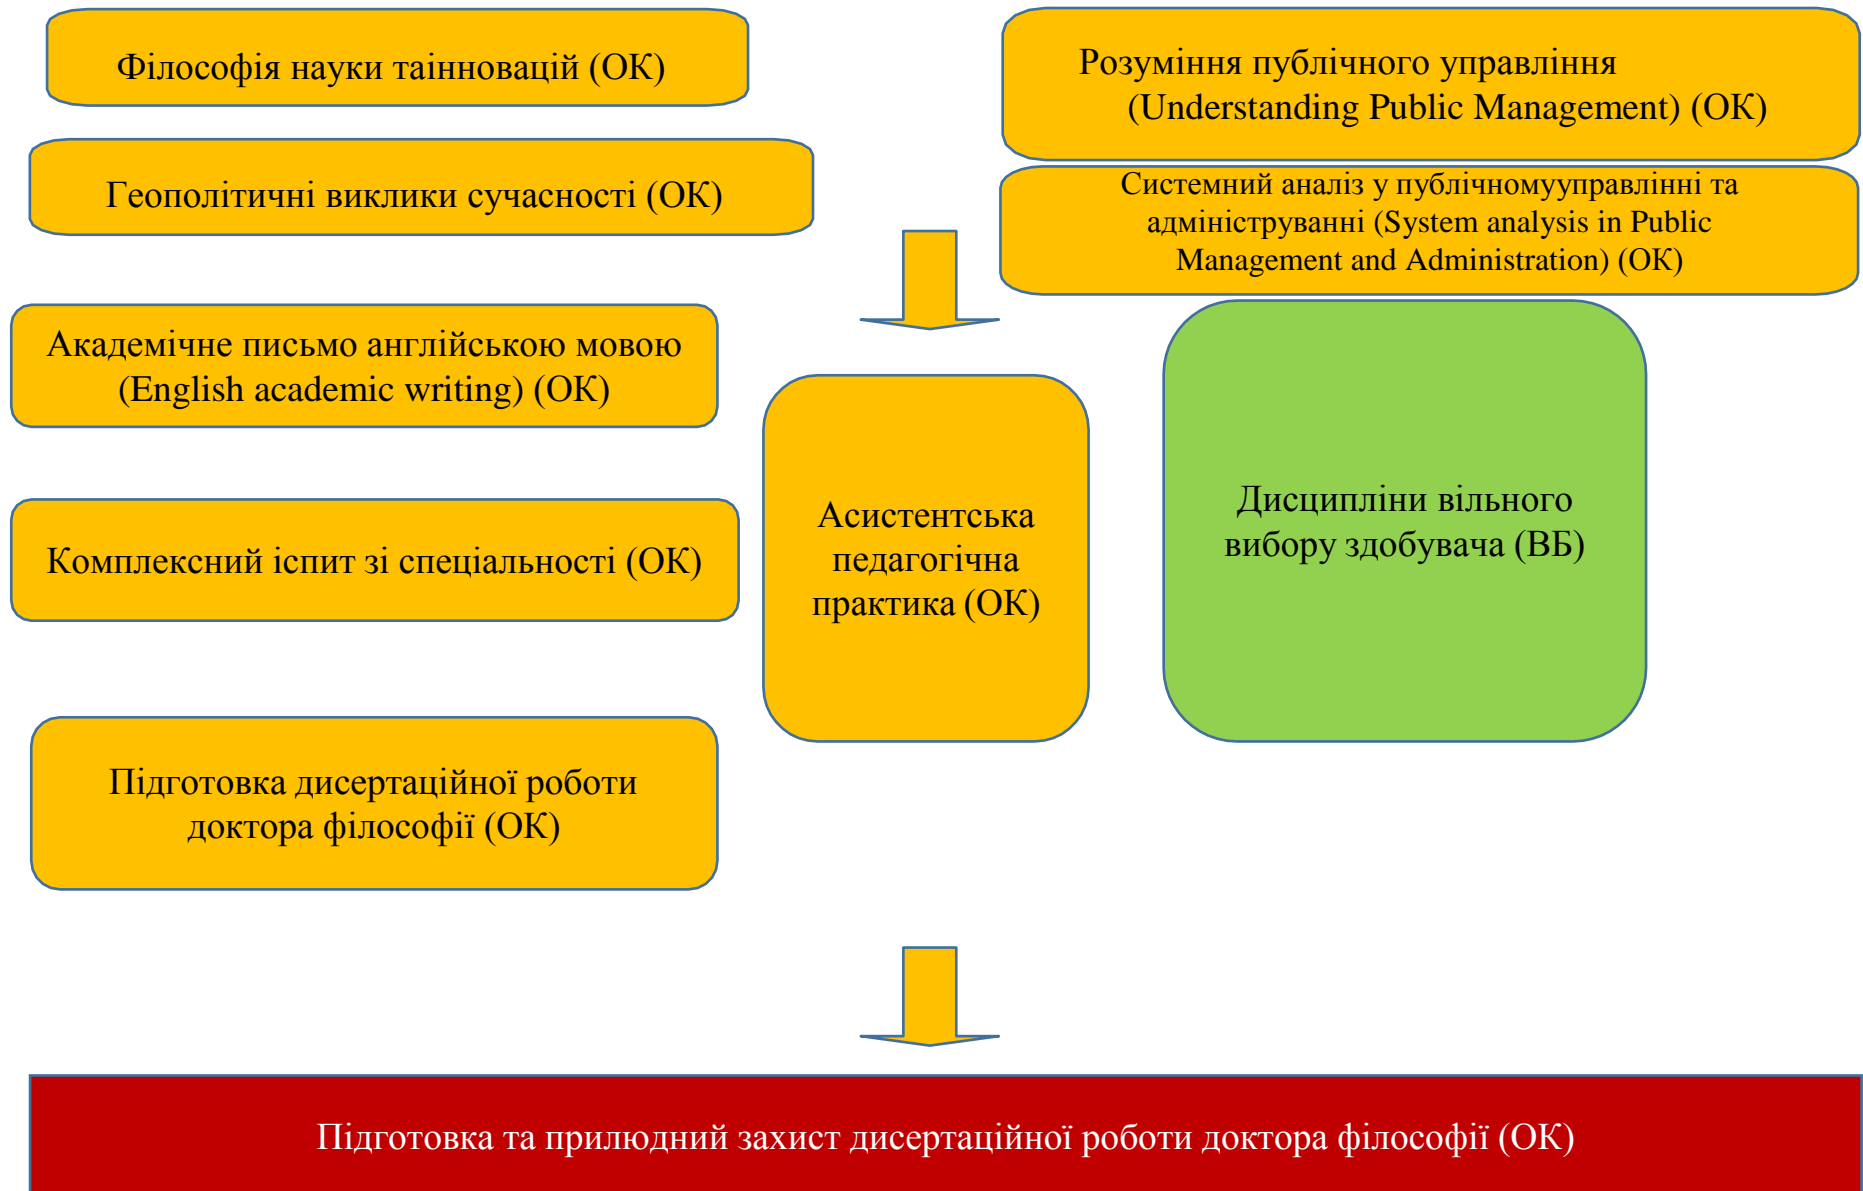 Філософія науки таінновацій (ОК)
Розуміння публічного управління
(Understanding Public Management) (ОК)
Геополітичні виклики сучасності (ОК)
Системний аналіз у публічномууправлінні та
адмініструванні (System analysis in Public
Management and Administration) (ОК)
Академічне письмо англійською мовою
(English academic writing) (ОК)
Комплексний іспит зі спеціальності (ОК)
Асистентська
педагогічна
практика (ОК)
Дисципліни вільного
вибору здобувача (ВБ)
Підготовка дисертаційної роботи
доктора філософії (ОК)
Підготовка та прилюдний захист дисертаційної роботи доктора філософії (ОК)